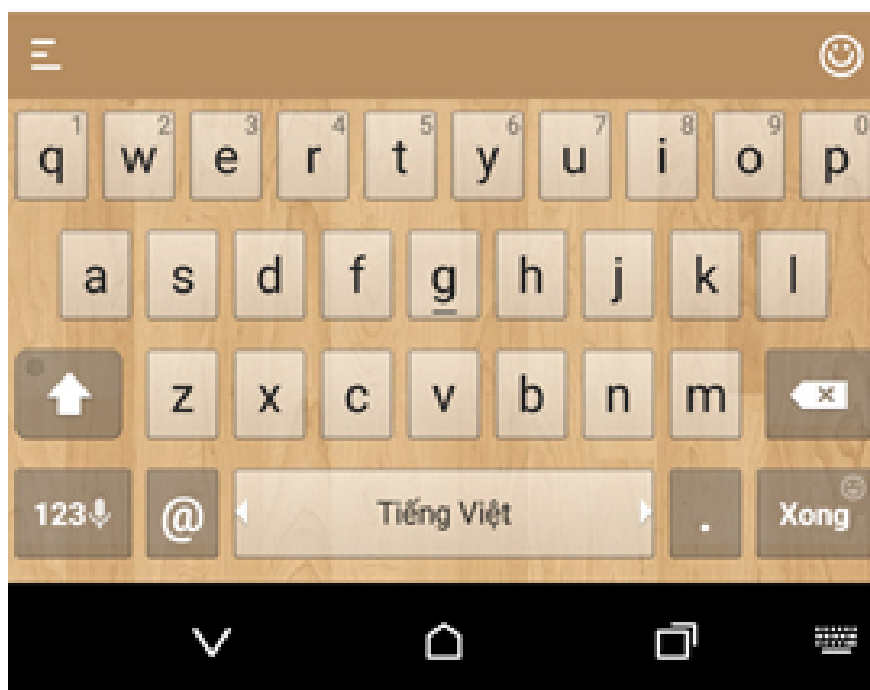 q 1 w 2 e 3 r 4 t 5 y 6 u 7 i 8 o 9 p 0
a s d f g h j k l
z x c v b n m
123 @ Tiếng Việt . Xong